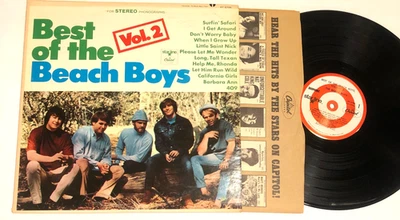 STEREO
Best
of the
Beach Boys
Vol. 2
Surfin' Safari
I Get Around
Don't Worry Baby
When I Grow Up
Little Saint Nick
Please Let Me Wonder
Long, Tall Texan
Help Me, Rhonda
Let Him Run Wild
California Girls
Barbara Ann
409
HEAR THE HITS BY THE STARS ON CAPITOL!
Capitol